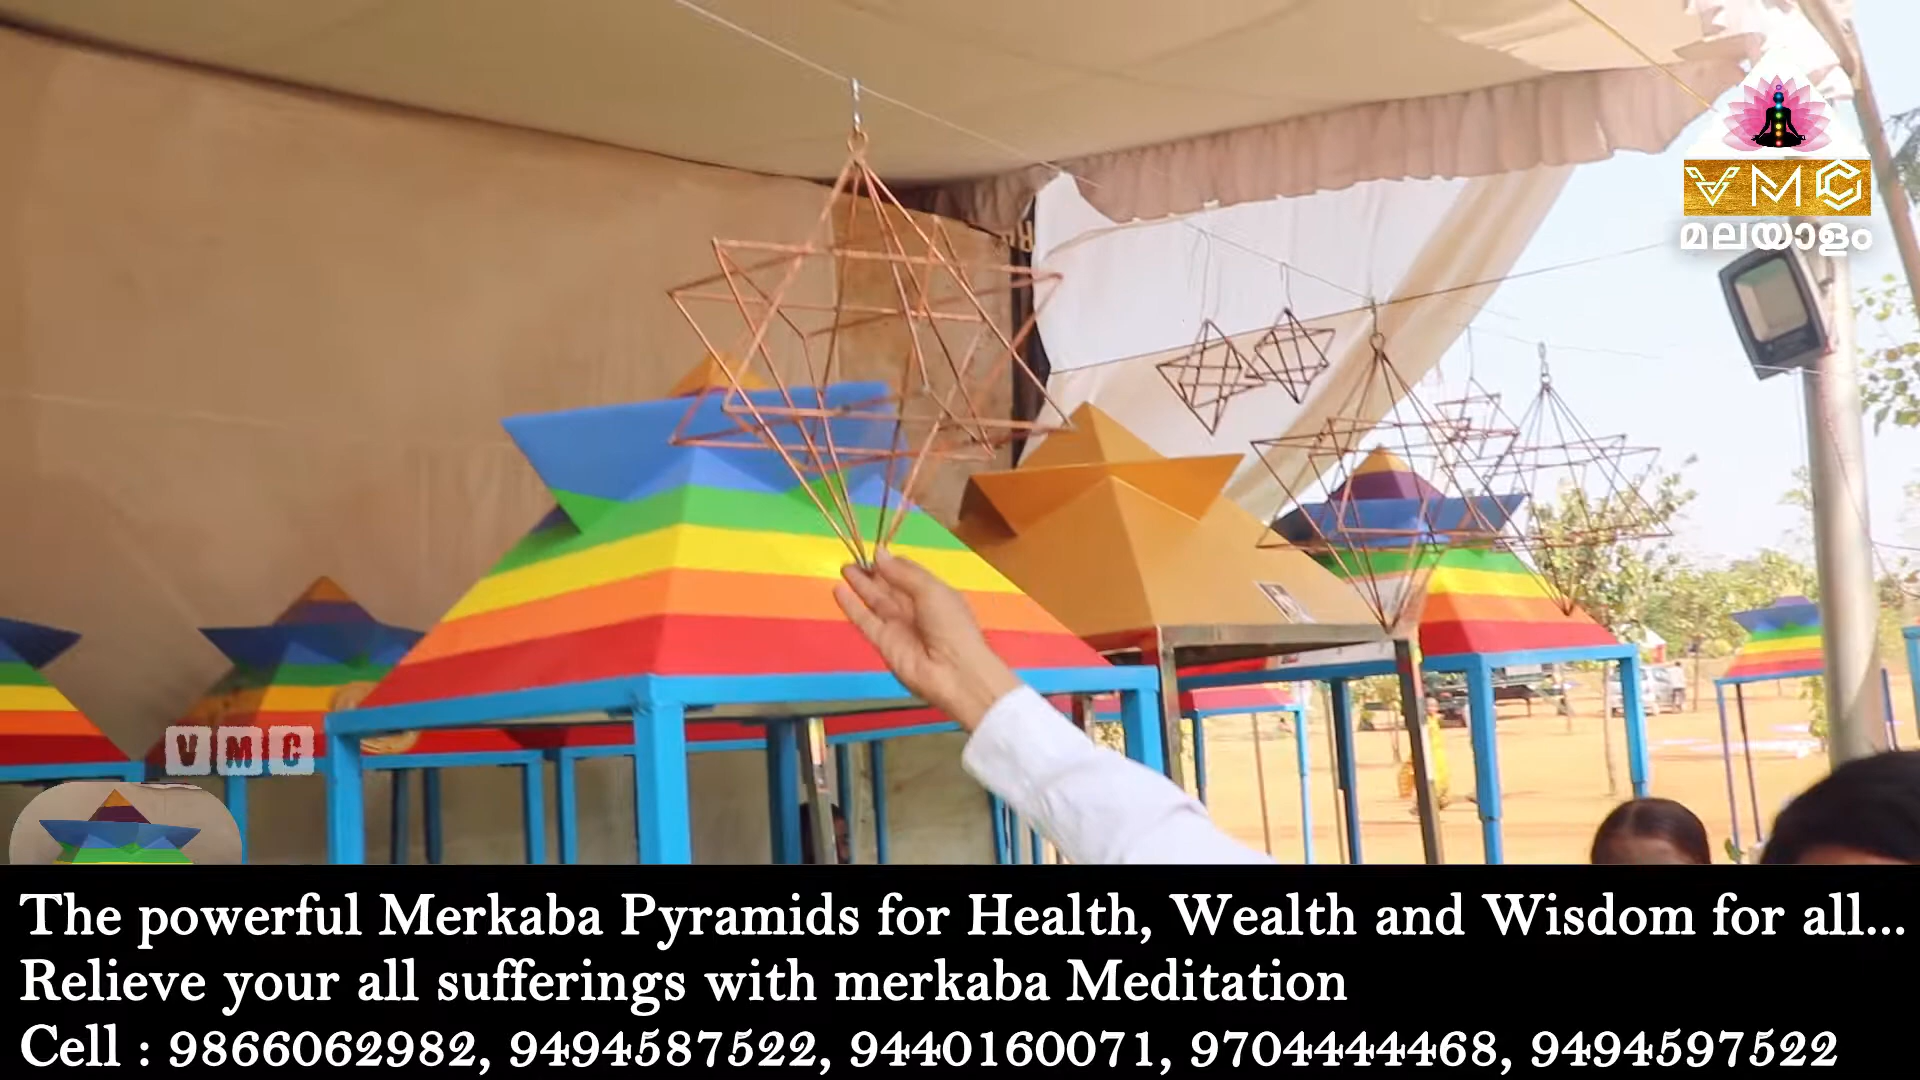 VMC
മലയാളം
VMC
The powerful Merkaba Pyramids for Health, Wealth and Wisdom for all...
Relieve your all sufferings with merkaba Meditation
Cell : 9866062982, 9494587522, 9440160071, 9704444468, 9494597522